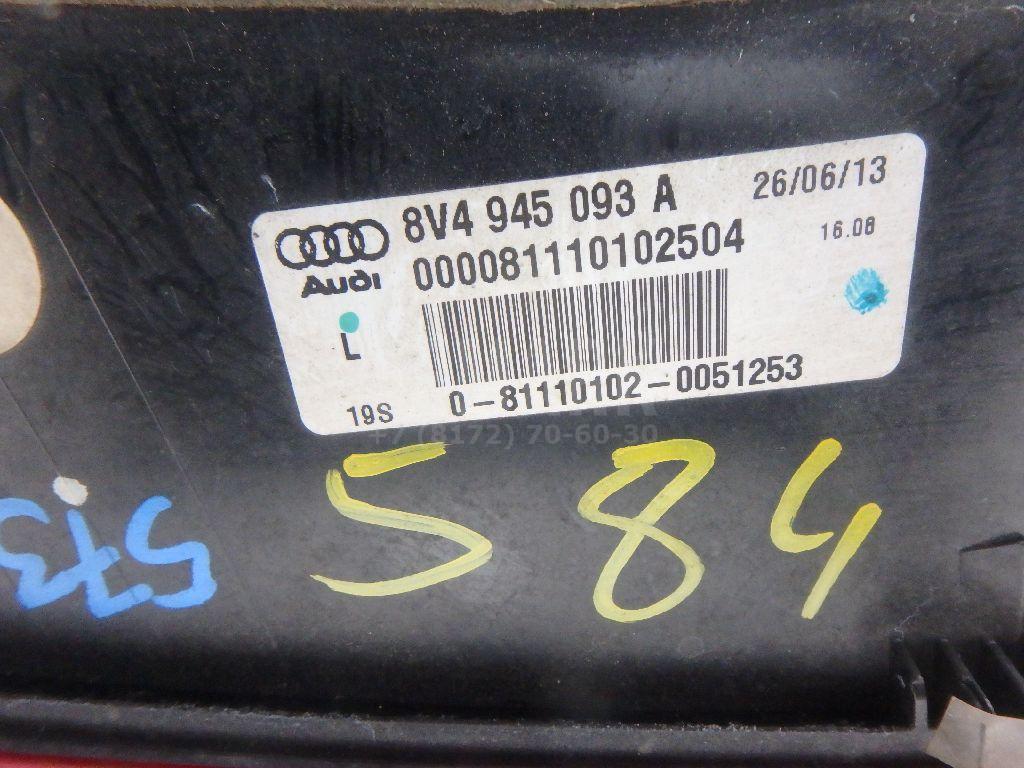 8V4 945 093 A
26/06/13
Audi
000081110102504
16.08
L
19S
0-81110102-0051253
+7 (8172) 70-60-30
584
573